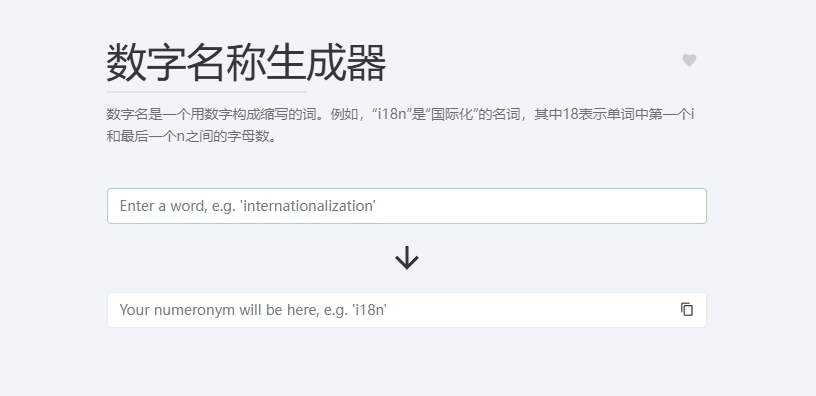 数字名称生成器
数字名是一个用数字构成缩写的词。例如，“i18n”是“国际化”的名词，其中18表示单词中第一个i
和最后一个n之间的字母数。
Enter a word, e.g. 'internationalization'
Your numeronym will be here, e.g. 'i18n'